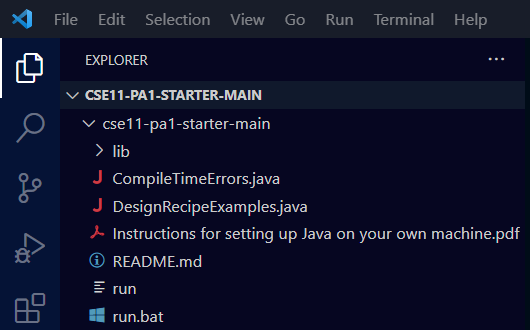 File Edit Selection View Go Run Terminal Help
EXPLORER ...
CSE11-PA1-STARTER-MAIN
cse11-pa1-starter-main
lib
CompileTimeErrors.java
DesignRecipeExamples.java
Instructions for setting up Java on your own machine.pdf
README.md
run
run.bat